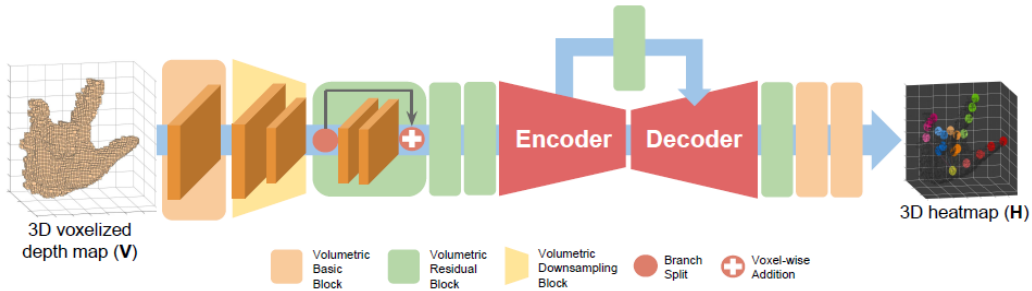 Encoder
Decoder
3D voxelized
depth map (V)
3D heatmap (H)
Volumetric
Basic
Block
Volumetric
Residual
Block
Volumetric
Downsampling
Block
Branch
Split
Voxel-wise
Addition